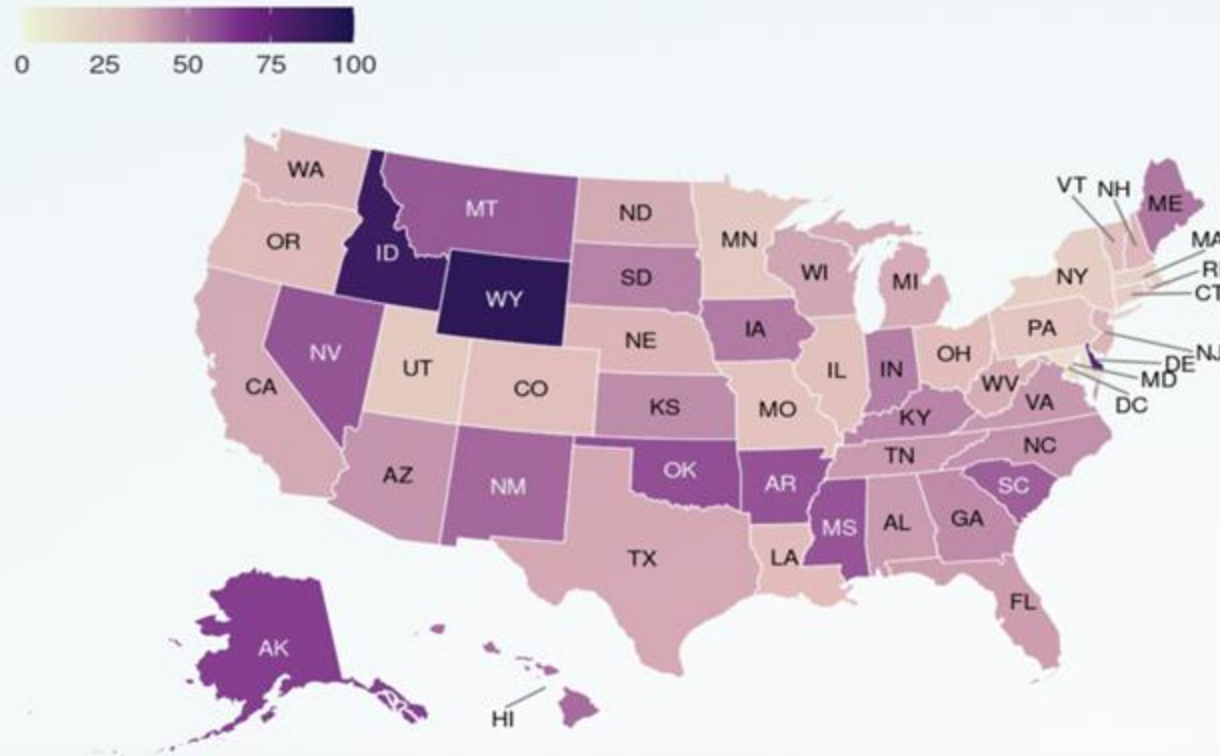 0 25 50 75 100
WA
VT NH ME
MT ND
OR ID MN MA
SD WI MI NY R
WY CT
IA PA
NV NE NJ
UT IL IN OH DE
CA CO WV MD
KS MO KY VA DC
TN NC
AZ NM OK AR SC
MS AL GA
TX LA
FL
AK
HI